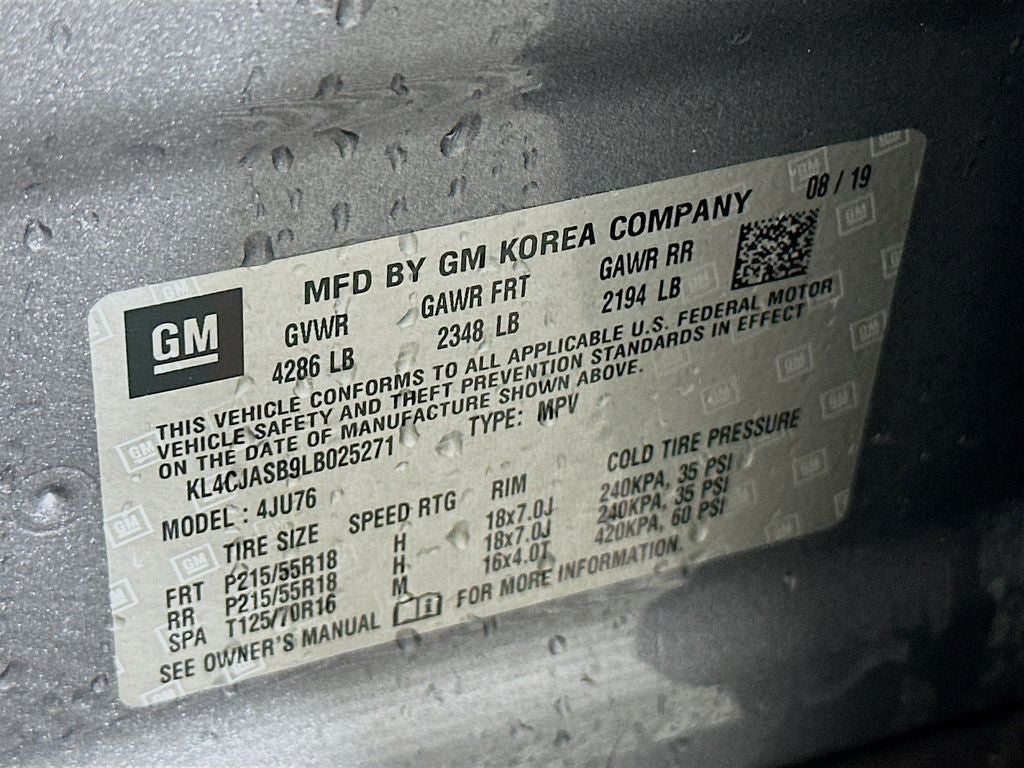 08 / 19
MFD BY GM KOREA COMPANY
GM
GVWR GAWR FRT GAWR RR
4286 LB 2348 LB 2194 LB
THIS VEHICLE CONFORMS TO ALL APPLICABLE U.S. FEDERAL MOTOR
VEHICLE SAFETY AND THEFT PREVENTION STANDARDS IN EFFECT
ON THE DATE OF MANUFACTURE SHOWN ABOVE.
KL4CJASB9LB025271 TYPE: MPV
MODEL : 4JU76
TIRE SIZE SPEED RTG RIM COLD TIRE PRESSURE
FRT P215/55R18 H 18x7.0J 240KPA, 35 PSI
RR P215/55R18 H 18x7.0J 240KPA, 35 PSI
SPA T125/70R16 M 16x4.0T 420KPA, 60 PSI
SEE OWNER'S MANUAL FOR MORE INFORMATION.